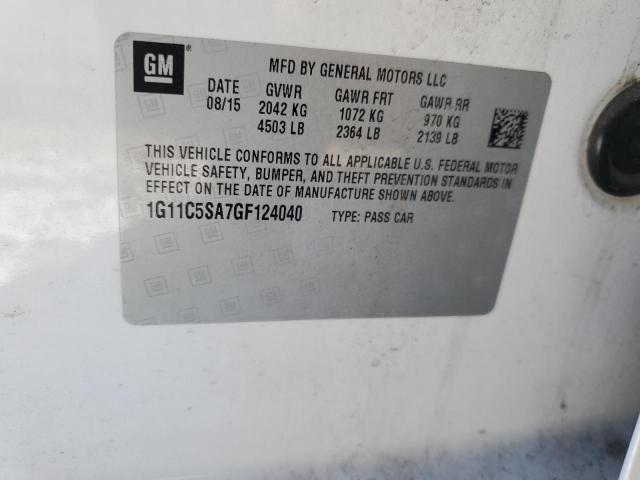 GM
MFD BY GENERAL MOTORS LLC
DATE GVWR GAWR FRT GAWR RR
08/15 2042 KG 1072 KG 970 KG
4503 LB 2364 LB 2139 LB
THIS VEHICLE CONFORMS TO ALL APPLICABLE U.S. FEDERAL MOTOR
VEHICLE SAFETY, BUMPER, AND THEFT PREVENTION STANDARDS IN
EFFECT ON THE DATE OF MANUFACTURE SHOWN ABOVE.
1G11C5SA7GF124040 TYPE: PASS CAR